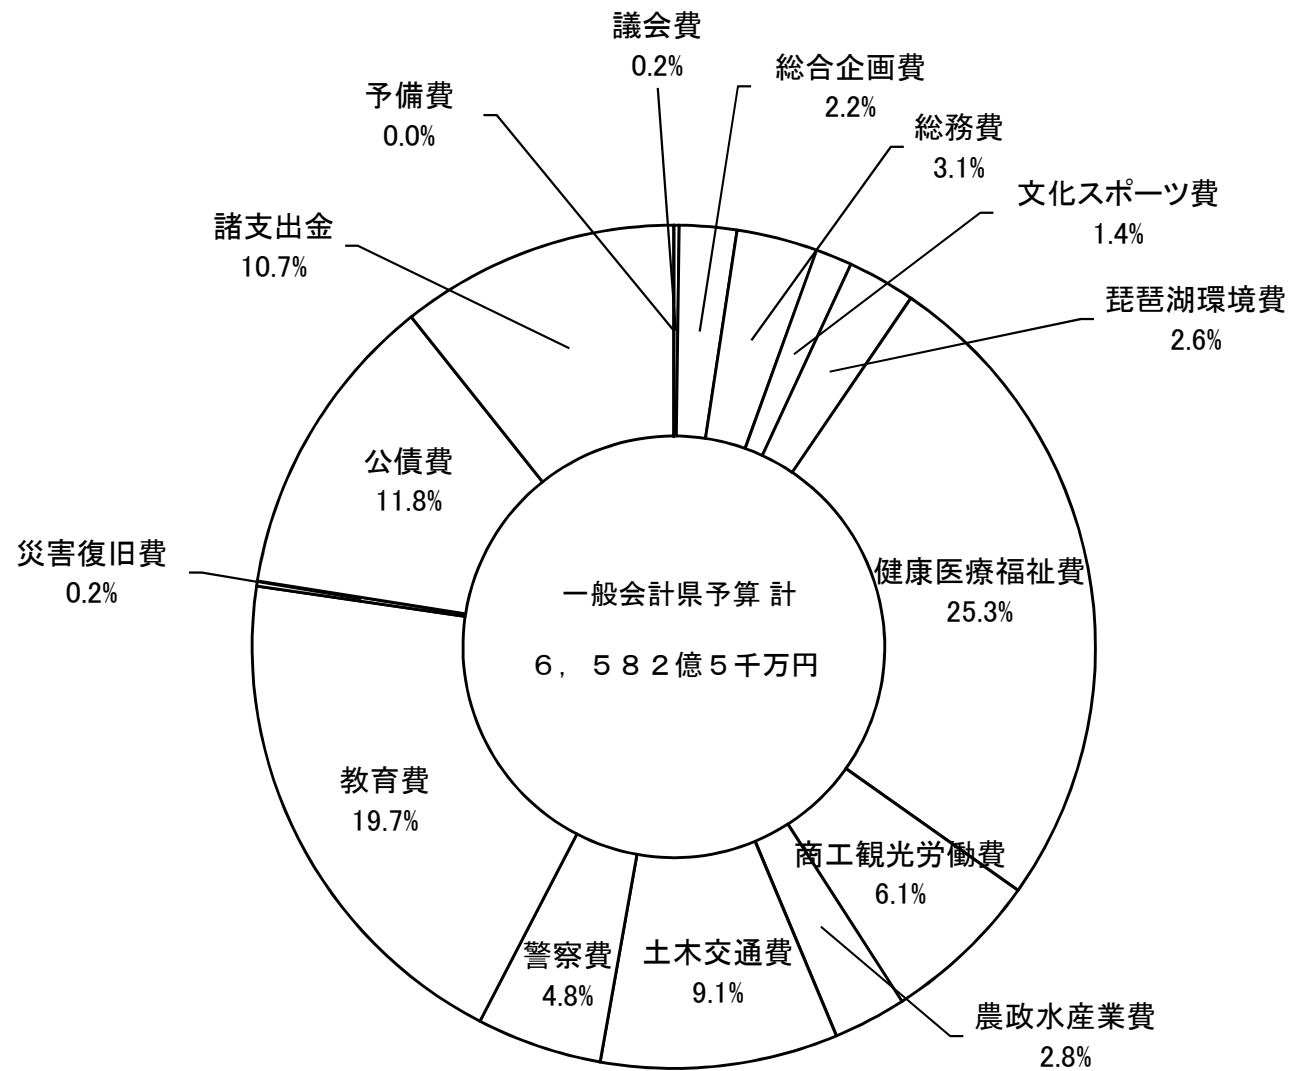 議会費
0.2%
総合企画費
2.2%
総務費
3.1%
文化スポーツ費
1.4%
琵琶湖環境費
2.6%
健康医療福祉費
25.3%
商工観光労働費
6.1%
農政水産業費
2.8%
土木交通費
9.1%
警察費
4.8%
教育費
19.7%
災害復旧費
0.2%
公債費
11.8%
諸支出金
10.7%
予備費
0.0%
一般会計県予算 計
６，５８２億５千万円